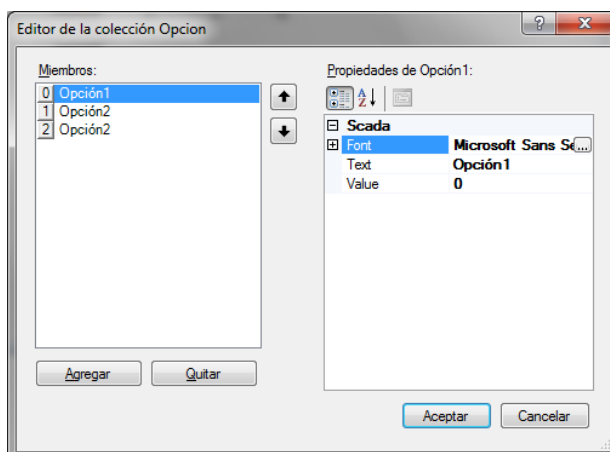 Editor de la colección Opcion
Miembros:
0 Opción1
1 Opción2
2 Opción2
Agregar
Quitar
Propiedades de Opción1:
Scada
Font Microsoft Sans Se ...
Text Opción1
Value 0
Aceptar
Cancelar